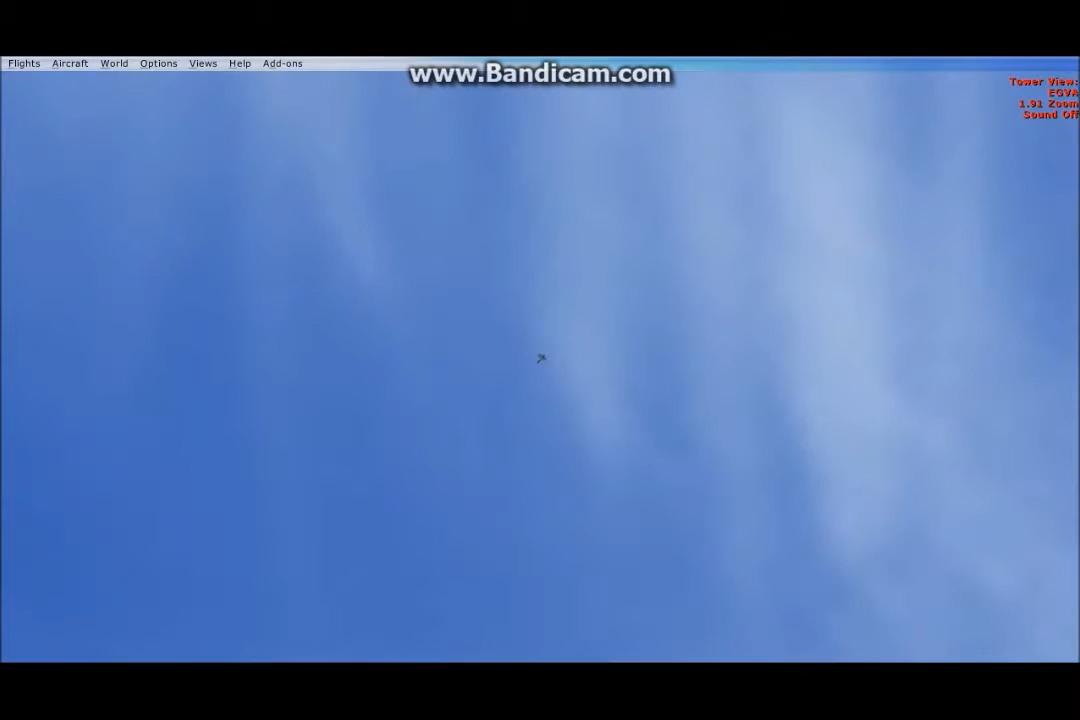 Flights Aircraft World Options Views Help Add-ons
www.Bandicam.com
Tower View:
EGVA
1.91 Zoom
Sound Off